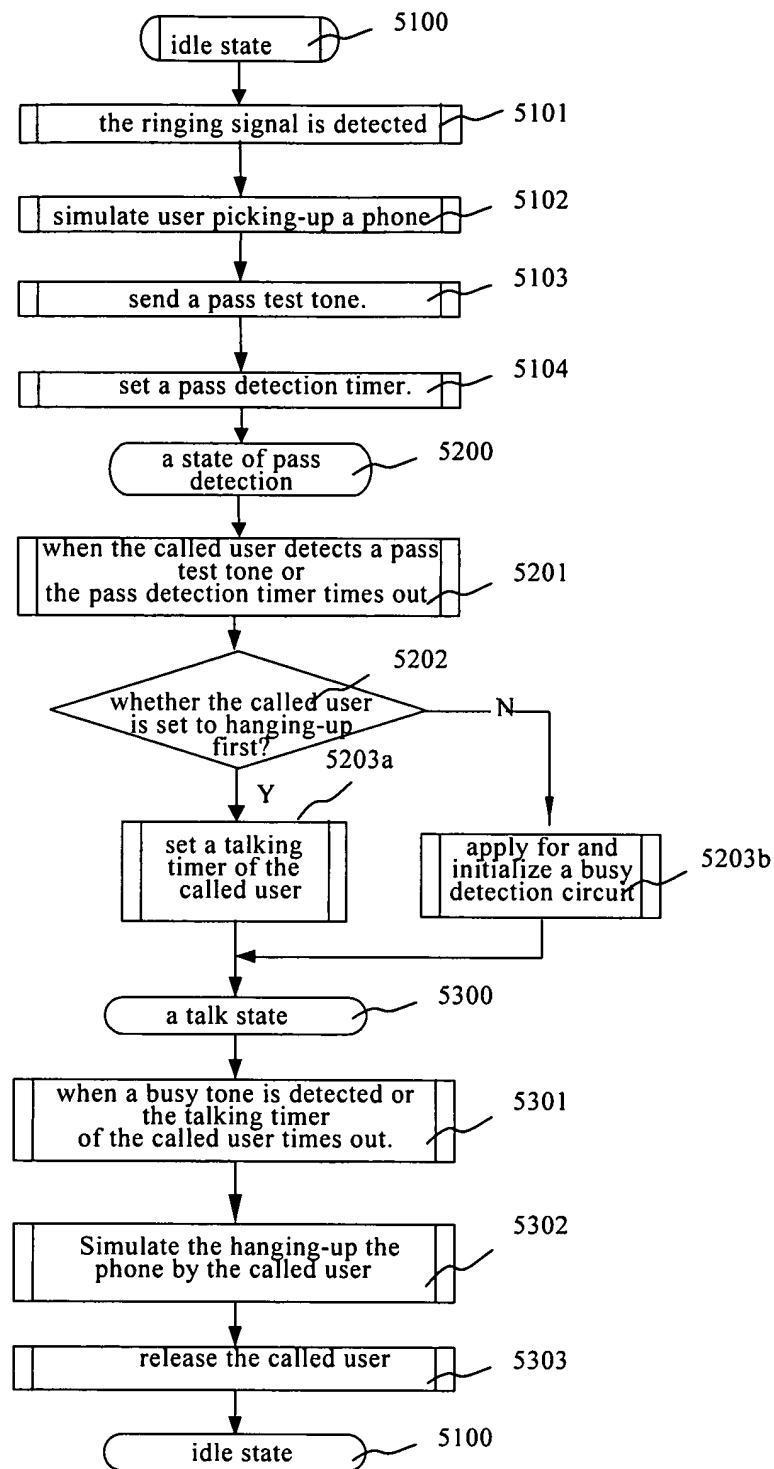 5100
idle state
5101
the ringing signal is detected
5102
simulate user picking-up a phone
5103
send a pass test tone.
5104
set a pass detection timer.
5200
a state of pass
detection
when the called user detects a pass
test tone or
the pass detection timer times out
5201
5202
whether the called user
is set to hanging-up
first?
N
Y
5203a
set a talking
timer of the
called user
apply for and
initialize a busy
detection circuit
5203b
5300
a talk state
when a busy tone is detected or
the talking timer
of the called user times out.
5301
5302
Simulate the hanging-up the
phone by the called user
release the called user
5303
idle state
5100